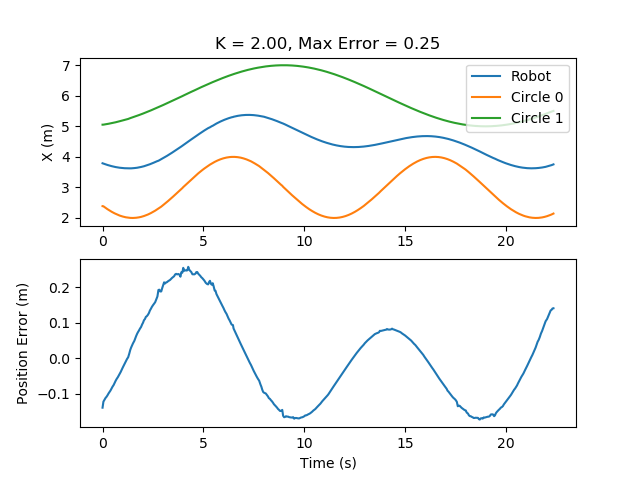 K = 2.00, Max Error = 0.25
X (m)
7
6
5
4
3
2
Robot
Circle 0
Circle 1
0
5
10
15
20
Position Error (m)
0.2
0.1
0.0
−0.1
0
5
10
15
20
Time (s)